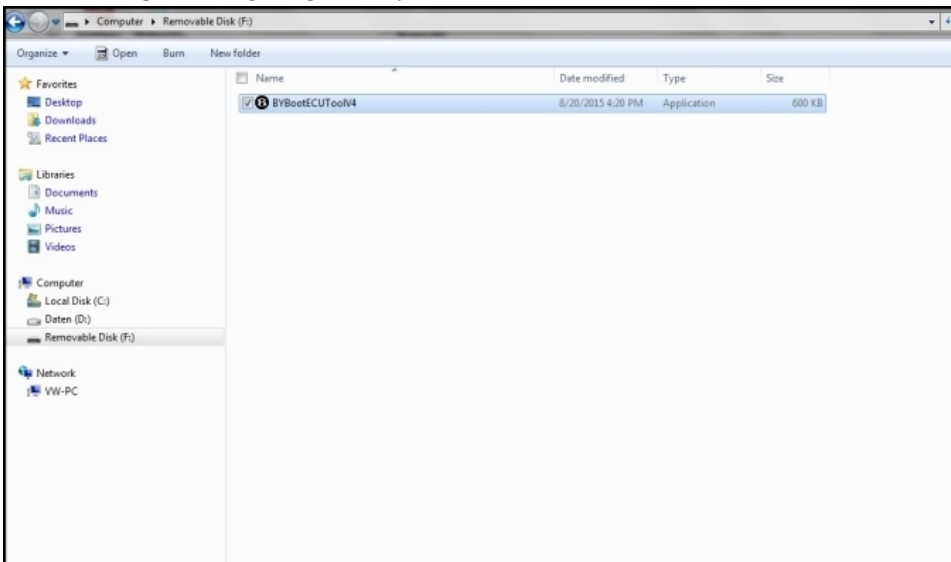 Computer ▸ Removable Disk (F:)
Organize Open Burn New folder
Name Date modified Type Size
BYBootECUToolV4 8/20/2015 4:20 PM Application 600 KB
Favorites
Desktop
Downloads
Recent Places
Libraries
Documents
Music
Pictures
Videos
Computer
Local Disk (C:)
Daten (D:)
Removable Disk (F:)
Network
VW-PC